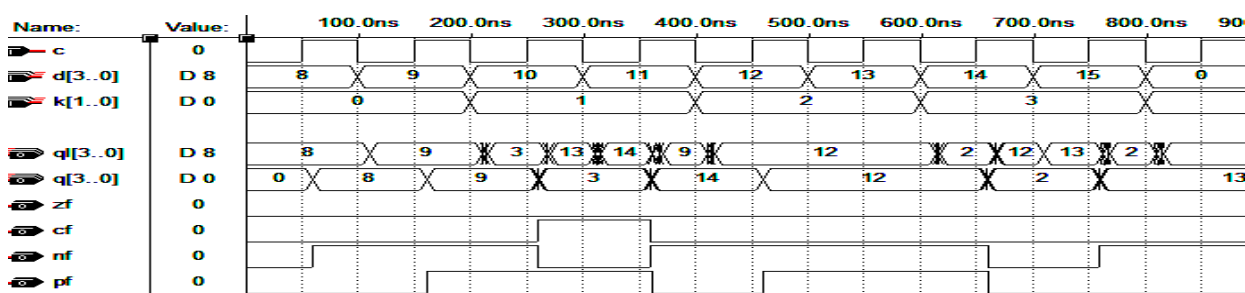 Name: Value: 100.0ns 200.0ns 300.0ns 400.0ns 500.0ns 600.0ns 700.0ns 800.0ns 90
c 0
d[3..0] D 8 8 9 10 11 12 13 14 15 0
k[1..0] D 0 0 1 2 3
ql[3..0] D 8 8 9 3 13 14 9 12 2 12 13 2
q[3..0] D 0 0 8 9 3 14 12 2 13
zf 0
cf 0
nf 0
pf 0